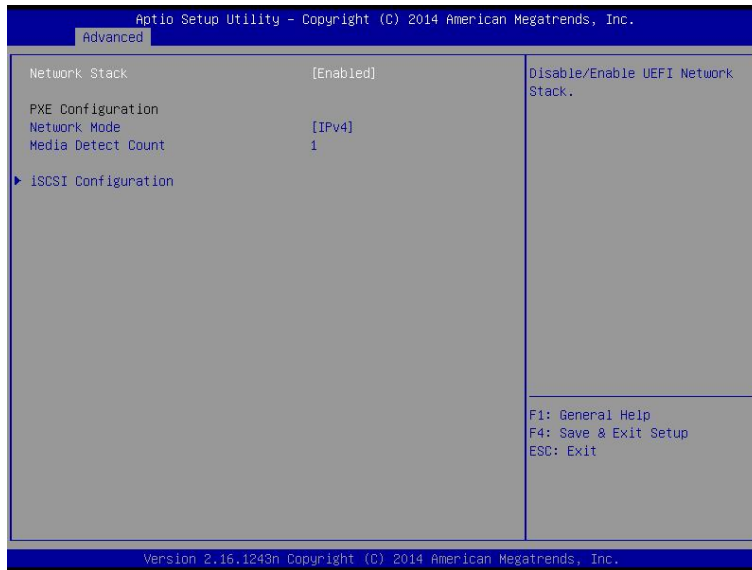 Aptio Setup Utility – Copyright (C) 2014 American Megatrends, Inc.
Advanced
Network Stack [Enabled]
PXE Configuration
Network Mode [IPv4]
Media Detect Count 1
iSCSI Configuration
Disable/Enable UEFI Network
Stack.
F1: General Help
F4: Save & Exit Setup
ESC: Exit
Version 2.16.1243n Copyright (C) 2014 American Megatrends, Inc.